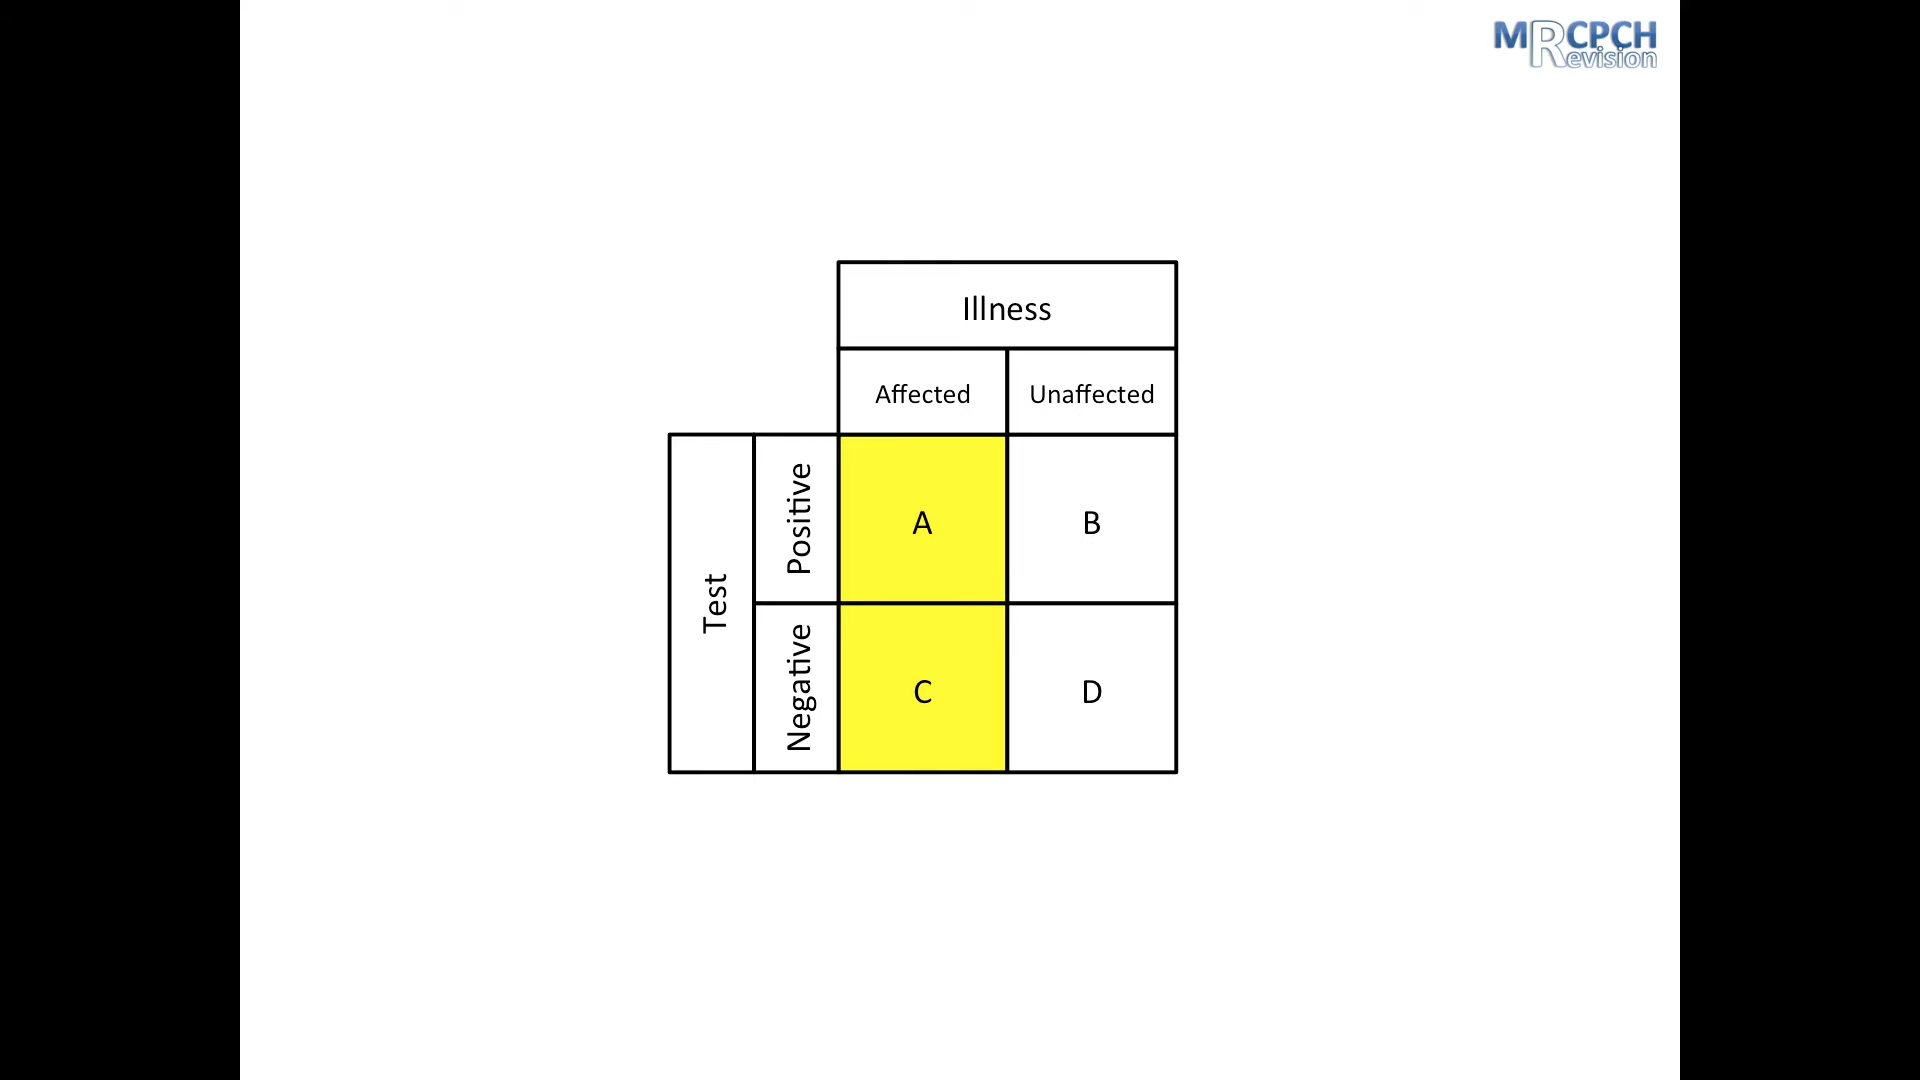 MRCPCH
Revision
Illness
Affected Unaffected
Test
Positive
A B
Negative
C D